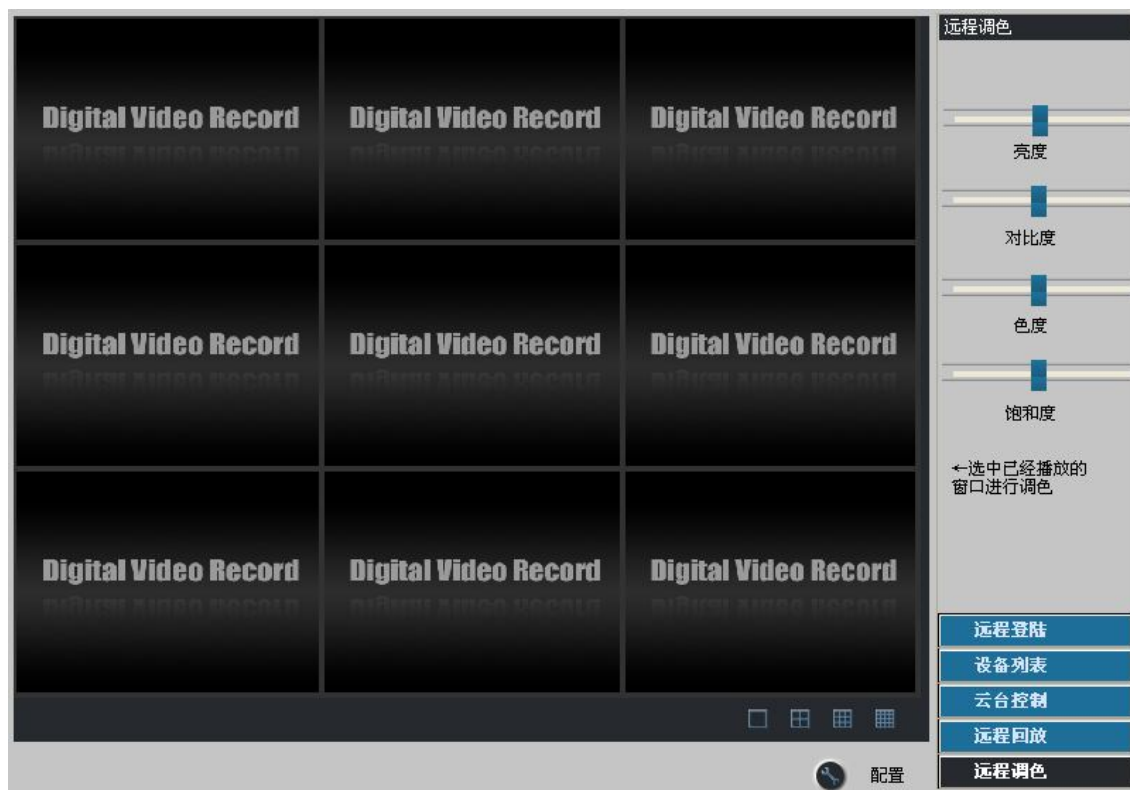 远程调色
Digital Video Record Digital Video Record Digital Video Record
亮度
对比度
Digital Video Record Digital Video Record Digital Video Record
色度
饱和度
←选中已经播放的
窗口进行调色
Digital Video Record Digital Video Record Digital Video Record
远程登陆
设备列表
云台控制
远程回放
远程调色
配置